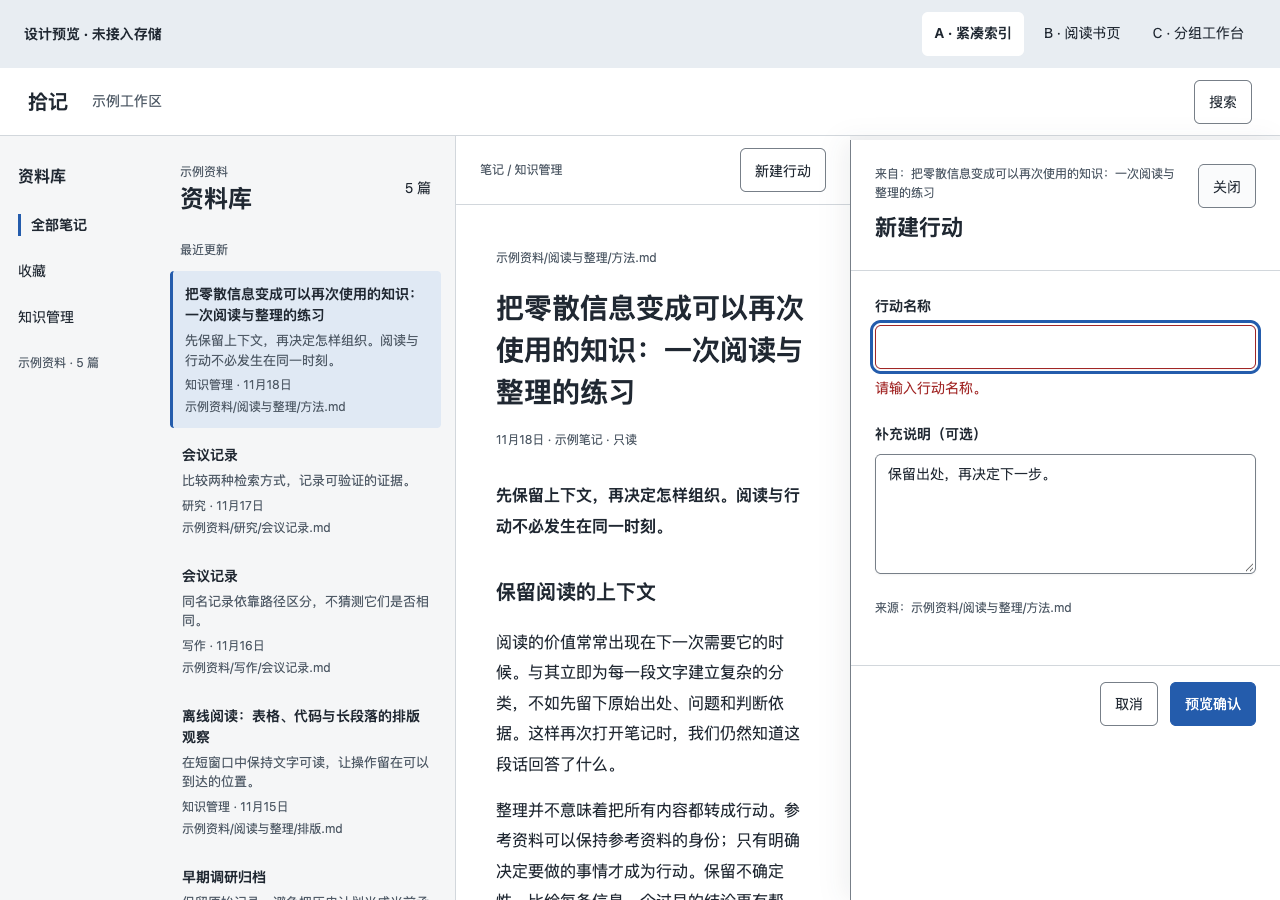 设计预览 · 未接入存储
A · 紧凑索引
B · 阅读书页
C · 分组工作台
拾记
示例工作区
搜索
资料库
全部笔记
收藏
知识管理
示例资料 · 5 篇
示例资料
资料库
5 篇
最近更新
把零散信息变成可以再次使用的知识：
一次阅读与整理的练习
先保留上下文，再决定怎样组织。阅读与
行动不必发生在同一时刻。
知识管理 · 11月18日
示例资料/阅读与整理/方法.md
会议记录
比较两种检索方式，记录可验证的证据。
研究 · 11月17日
示例资料/研究/会议记录.md
会议记录
同名记录依靠路径区分，不猜测它们是否相
同。
写作 · 11月16日
示例资料/写作/会议记录.md
离线阅读：表格、代码与长段落的排版
观察
在短窗口中保持文字可读，让操作留在可以
到达的位置。
知识管理 · 11月15日
示例资料/阅读与整理/排版.md
早期调研归档
笔记 / 知识管理
新建行动
示例资料/阅读与整理/方法.md
把零散信息变成可以再次
使用的知识：一次阅读与
整理的练习
11月18日 · 示例笔记 · 只读
先保留上下文，再决定怎样组织。阅读与行
动不必发生在同一时刻。
保留阅读的上下文
阅读的价值常常出现在下一次需要它的时
候。与其立即为每一段文字建立复杂的分
类，不如先留下原始出处、问题和判断依
据。这样再次打开笔记时，我们仍然知道这
段话回答了什么。
整理并不意味着把所有内容都转成行动。参
考资料可以保持参考资料的身份；只有明确
决定要做的事情才成为行动。保留不确定
来自：把零散信息变成可以再次使用的知识：一次阅读与
整理的练习
新建行动
关闭
行动名称
请输入行动名称。
补充说明（可选）
保留出处，再决定下一步。
来源：示例资料/阅读与整理/方法.md
取消
预览确认